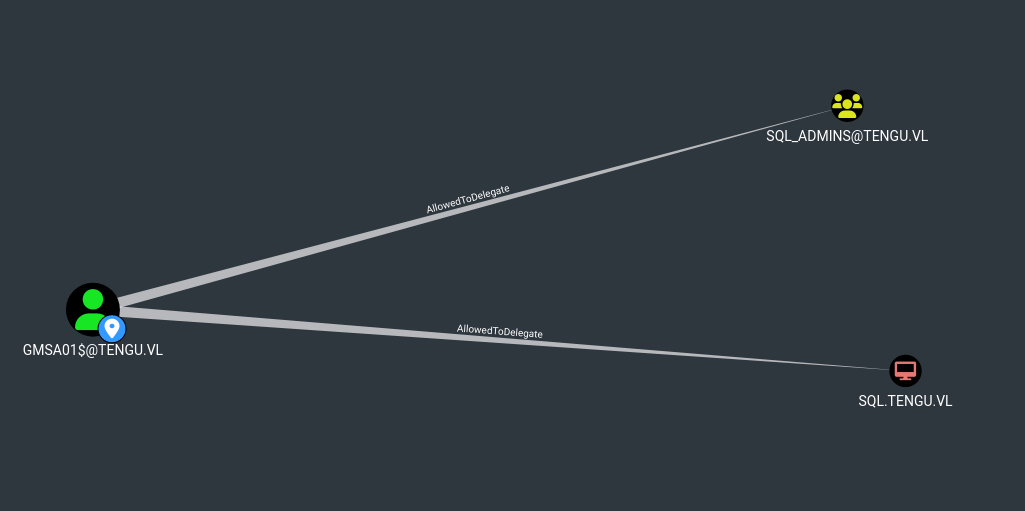 SQL_ADMINS@TENGU.VL
AllowedToDelegate
AllowedToDelegate
GMSA01$@TENGU.VL
SQL.TENGU.VL